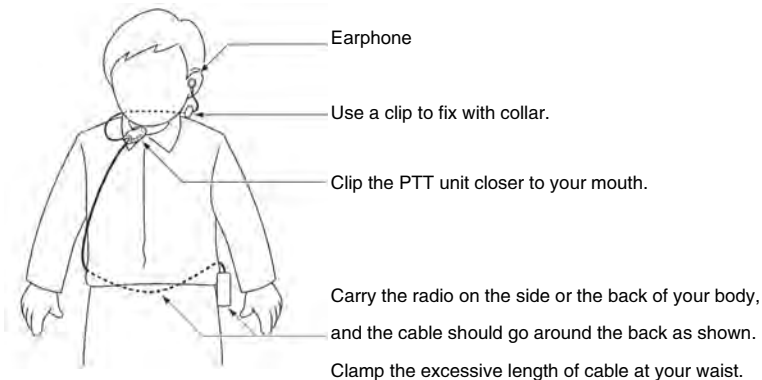 Earphone
Use a clip to fix with collar.
Clip the PTT unit closer to your mouth.
Carry the radio on the side or the back of your body,
and the cable should go around the back as shown.
Clamp the excessive length of cable at your waist.